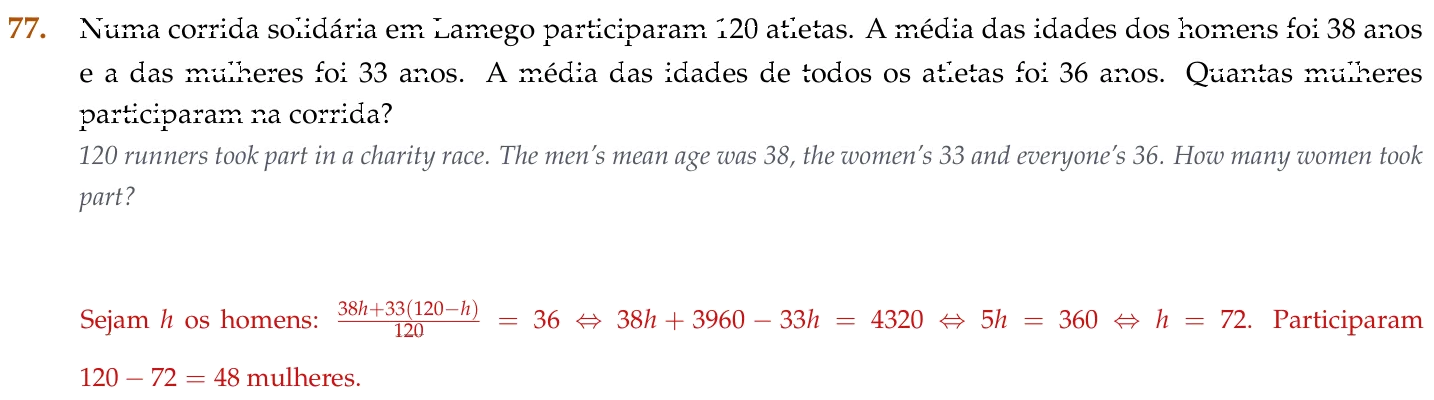 77. Numa corrida solidária em Lamego participaram 120 atletas. A média das idades dos homens foi 38 anos
e a das mulheres foi 33 anos. A média das idades de todos os atletas foi 36 anos. Quantas mulheres
participaram na corrida?
120 runners took part in a charity race. The men's mean age was 38, the women's 33 and everyone's 36. How many women took
part?
Sejam h os homens: \frac{38h+33(120−h)}{120} = 36 ⇔ 38h + 3960 − 33h = 4320 ⇔ 5h = 360 ⇔ h = 72. Participaram
120 − 72 = 48 mulheres.